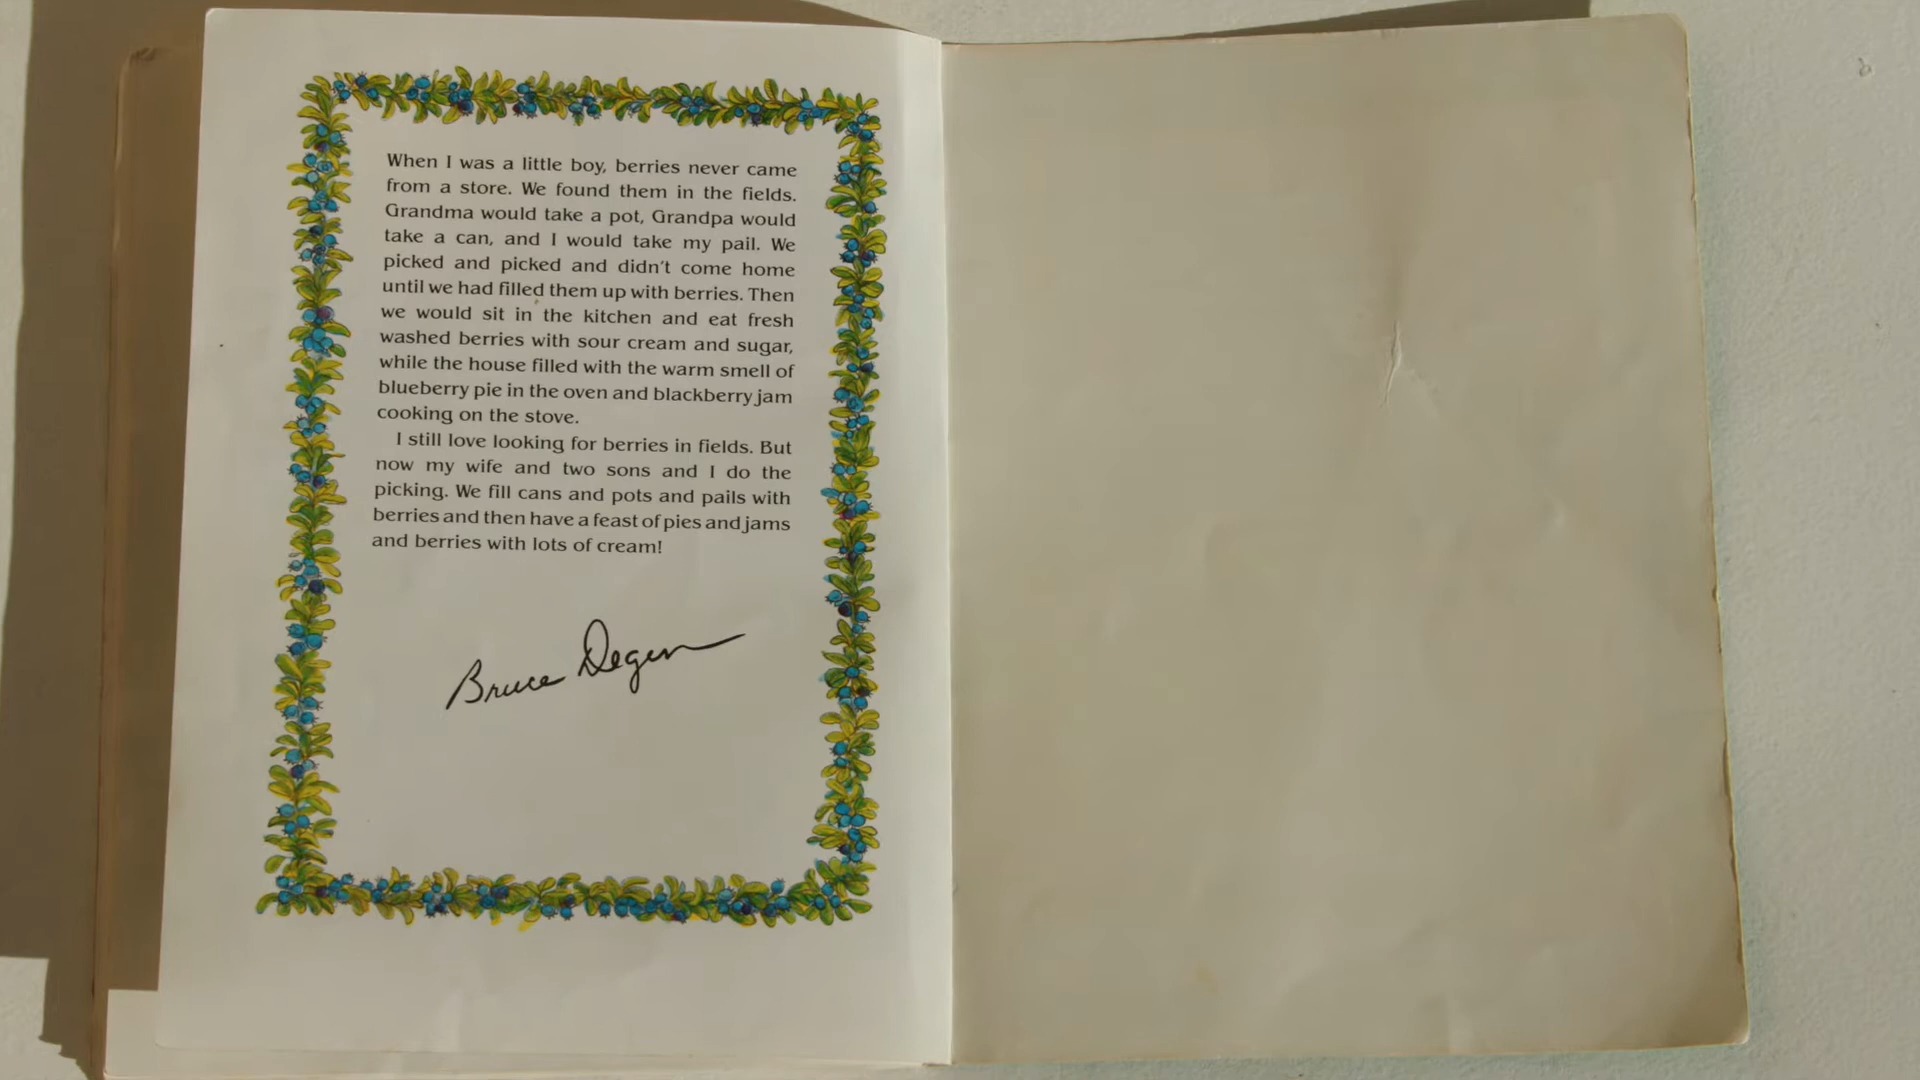 When I was a little boy, berries never came
from a store. We found them in the fields.
Grandma would take a pot, Grandpa would
take a can, and I would take my pail. We
picked and picked and didn't come home
until we had filled them up with berries. Then
we would sit in the kitchen and eat fresh
washed berries with sour cream and sugar,
while the house filled with the warm smell of
blueberry pie in the oven and blackberry jam
cooking on the stove.
I still love looking for berries in fields. But
now my wife and two sons and I do the
picking. We fill cans and pots and pails with
berries and then have a feast of pies and jams
and berries with lots of cream!
Bruce Degen